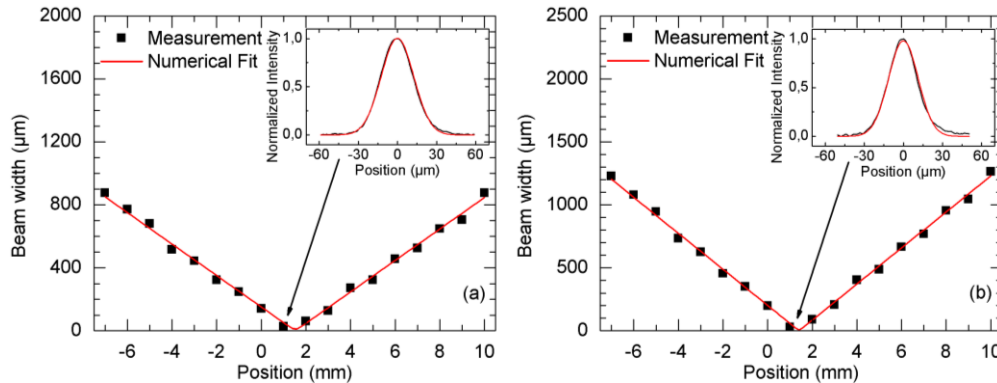 2000
1600
1200
800
400
0
Beam width (µm)
Measurement
Numerical Fit
Normalized Intensity
1,0
0,5
0,0
-60 -30 0 30 60
Position (µm)
(a)
-6 -4 -2 0 2 4 6 8 10
Position (mm)
2500
2000
1500
1000
500
0
Beam width (µm)
Measurement
Numerical Fit
Normalized Intensity
1,0
0,5
0,0
-60 -30 0 30 60
Position (µm)
(b)
-6 -4 -2 0 2 4 6 8 10
Position (mm)